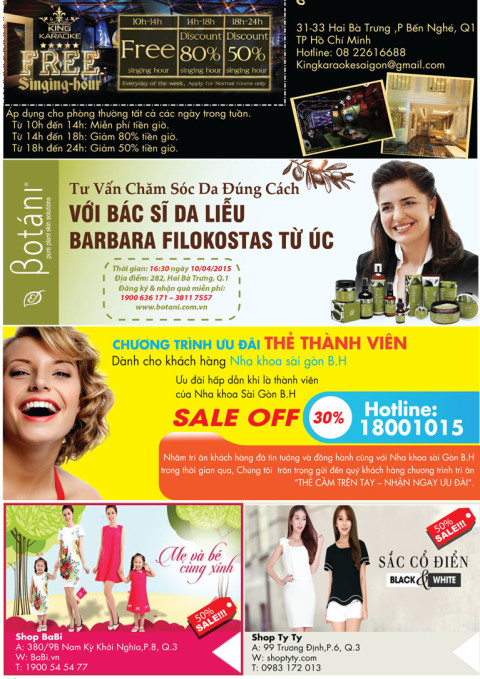 KING
KARAOKE
FREE
Singing-hour
10h-14h
Free
singing hour
14h-18h
Discount
80%
singing hour
18h-24h
Discount
50%
singing hour
Everyday of the week, Apply for Normal rooms only.
Áp dụng cho phòng thường tất cả các ngày trong tuần.
Từ 10h đến 14h: Miễn phí tiền giờ.
Từ 14h đến 18h: Giảm 80% tiền giờ.
Từ 18h đến 24h: Giảm 50% tiền giờ.
31-33 Hai Bà Trưng ,P Bến Nghé, Q1
TP Hồ Chí Minh
Hotline: 08 22616688
Kingkaraokesaigon@gmail.com
Botáni®
pure plant skin solutions
Tư Vấn Chăm Sóc Da Đúng Cách
VỚI BÁC SĨ DA LIỄU
BARBARA FILOKOSTAS TỪ ÚC
Thời gian: 16:30 ngày 10/04/2015
Địa điểm: 282, Hai Bà Trưng, Q.1
Đăng ký & nhận quà miễn phí:
1900 636 171 – 3811 7557
www.botani.com.vn
CHƯƠNG TRÌNH ƯU ĐÃI THẺ THÀNH VIÊN
Dành cho khách hàng Nha khoa sài gòn B.H
Ưu đãi hấp dẫn khi là thành viên
của Nha khoa Sài Gòn B.H
SALE OFF 30%
Hotline:
18001015
Nhằm tri ân khách hàng đã tin tưởng và đồng hành cùng với Nha khoa sài Gòn B.H
trong thời gian qua, Chúng tôi trân trọng gửi đến quý khách hàng chương trình tri ân
“THẺ CẦM TRÊN TAY – NHẬN NGAY ƯU ĐÃI”.
Mẹ và bé
cùng xinh
50%
SALE!!!
Shop BaBi
A: 380/9B Nam Kỳ Khởi Nghĩa,P.8, Q.3
W: BaBi.vn
T: 1900 54 54 77
50%
SALE!!!
SẮC CỔ ĐIỂN
BLACK & WHITE
Shop Ty Ty
A: 99 Trương Định,P.6, Q.3
W: shoptyty.com
T: 0983 172 013